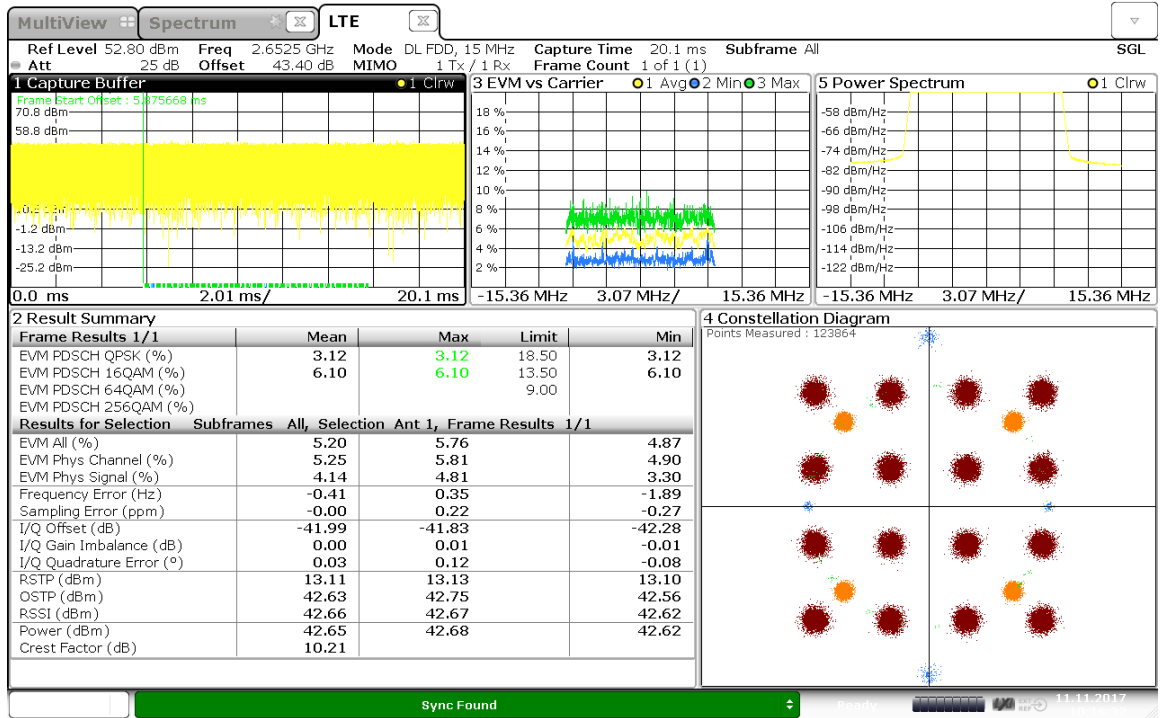 MultiView Spectrum LTE
Ref Level 52.80 dBm Freq 2.6525 GHz Mode DL FDD, 15 MHz Capture Time 20.1 ms Subframe All SGL
Att 25 dB Offset 43.40 dB MIMO 1 Tx / 1 Rx Frame Count 1 of 1 (1)
1 Capture Buffer 1 Clrw
Frame Start Offset : 5.875668 ms
70.8 dBm
58.8 dBm
-1.2 dBm
-13.2 dBm
-25.2 dBm
0.0 ms 2.01 ms/ 20.1 ms
3 EVM vs Carrier 1 Avg 2 Min 3 Max
18 %
16 %
14 %
12 %
10 %
8 %
6 %
4 %
2 %
-15.36 MHz 3.07 MHz/ 15.36 MHz
5 Power Spectrum 1 Clrw
-58 dBm/Hz
-66 dBm/Hz
-74 dBm/Hz
-82 dBm/Hz
-90 dBm/Hz
-98 dBm/Hz
-106 dBm/Hz
-114 dBm/Hz
-122 dBm/Hz
-15.36 MHz 3.07 MHz/ 15.36 MHz
2 Result Summary
Frame Results 1/1 Mean Max Limit Min
EVM PDSCH QPSK (%) 3.12 3.12 18.50 3.12
EVM PDSCH 16QAM (%) 6.10 6.10 13.50 6.10
EVM PDSCH 64QAM (%) 9.00
EVM PDSCH 256QAM (%)
Results for Selection Subframes All, Selection Ant 1, Frame Results 1/1
EVM All (%) 5.20 5.76 4.87
EVM Phys Channel (%) 5.25 5.81 4.90
EVM Phys Signal (%) 4.14 4.81 3.30
Frequency Error (Hz) -0.41 0.35 -1.89
Sampling Error (ppm) -0.00 0.22 -0.27
I/Q Offset (dB) -41.99 -41.83 -42.28
I/Q Gain Imbalance (dB) 0.00 0.01 -0.01
I/Q Quadrature Error (°) 0.03 0.12 -0.08
RSTP (dBm) 13.11 13.13 13.10
OSTP (dBm) 42.63 42.75 42.56
RSSI (dBm) 42.66 42.67 42.62
Power (dBm) 42.65 42.68 42.62
Crest Factor (dB) 10.21
4 Constellation Diagram
Points Measured : 123864
Sync Found
Ready
11.11.2017